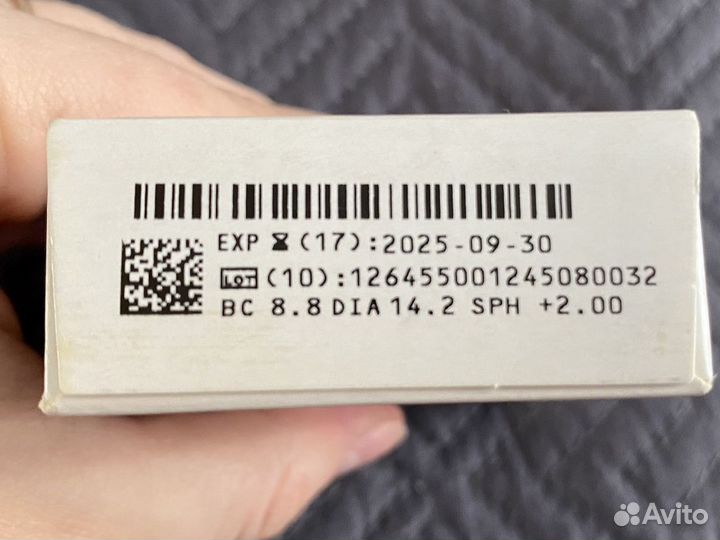 EXP (17):2025-09-30
LOT (10):126455001245080032
BC 8.8 DIA 14.2 SPH +2.00
Avito